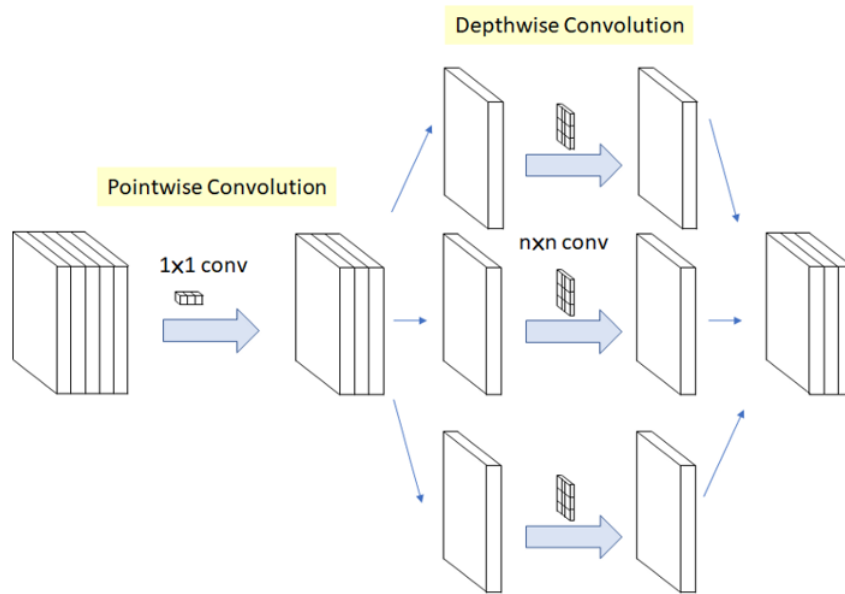 Depthwise Convolution
Pointwise Convolution
1x1 conv
nxn conv